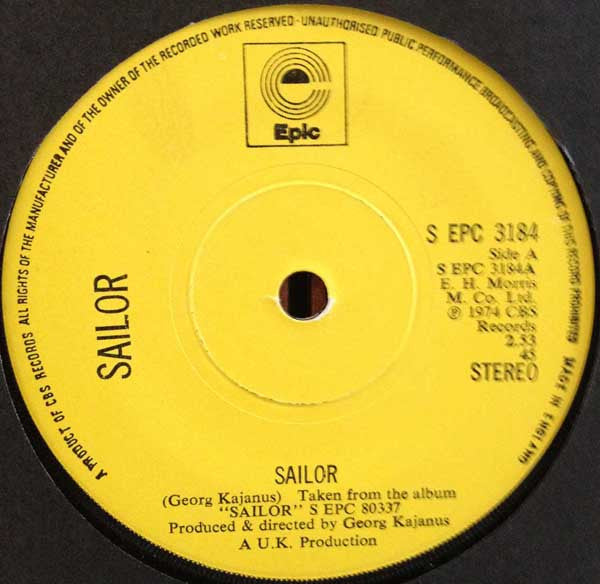 A PRODUCT OF CBS RECORDS ALL RIGHTS OF THE MANUFACTURER AND OF THE OWNER OF THE RECORDED WORK RESERVED · UNAUTHORISED PUBLIC PERFORMANCE BROADCASTING AND COPYING OF THIS RECORD PROHIBITED MADE IN ENGLAND
Epic
SAILOR
S EPC 3184
Side A
S EPC 3184A
E. H. Morris
M. Co. Ltd.
℗ 1974 CBS
Records
2.53
45
STEREO
SAILOR
(Georg Kajanus) Taken from the album
"SAILOR" S EPC 80337
Produced & directed by Georg Kajanus
A U.K. Production